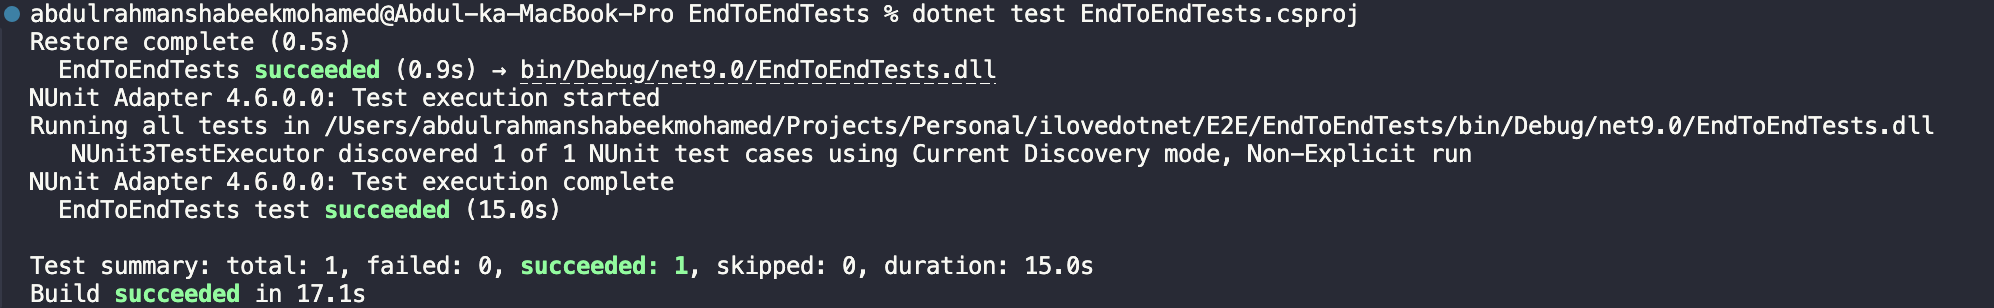 abdulrahmanshabeekmohamed@Abdul-ka-MacBook-Pro EndToEndTests % dotnet test EndToEndTests.csproj
Restore complete (0.5s)
  EndToEndTests succeeded (0.9s) → bin/Debug/net9.0/EndToEndTests.dll
NUnit Adapter 4.6.0.0: Test execution started
Running all tests in /Users/abdulrahmanshabeekmohamed/Projects/Personal/ilovedotnet/E2E/EndToEndTests/bin/Debug/net9.0/EndToEndTests.dll
   NUnit3TestExecutor discovered 1 of 1 NUnit test cases using Current Discovery mode, Non-Explicit run
NUnit Adapter 4.6.0.0: Test execution complete
  EndToEndTests test succeeded (15.0s)

Test summary: total: 1, failed: 0, succeeded: 1, skipped: 0, duration: 15.0s
Build succeeded in 17.1s